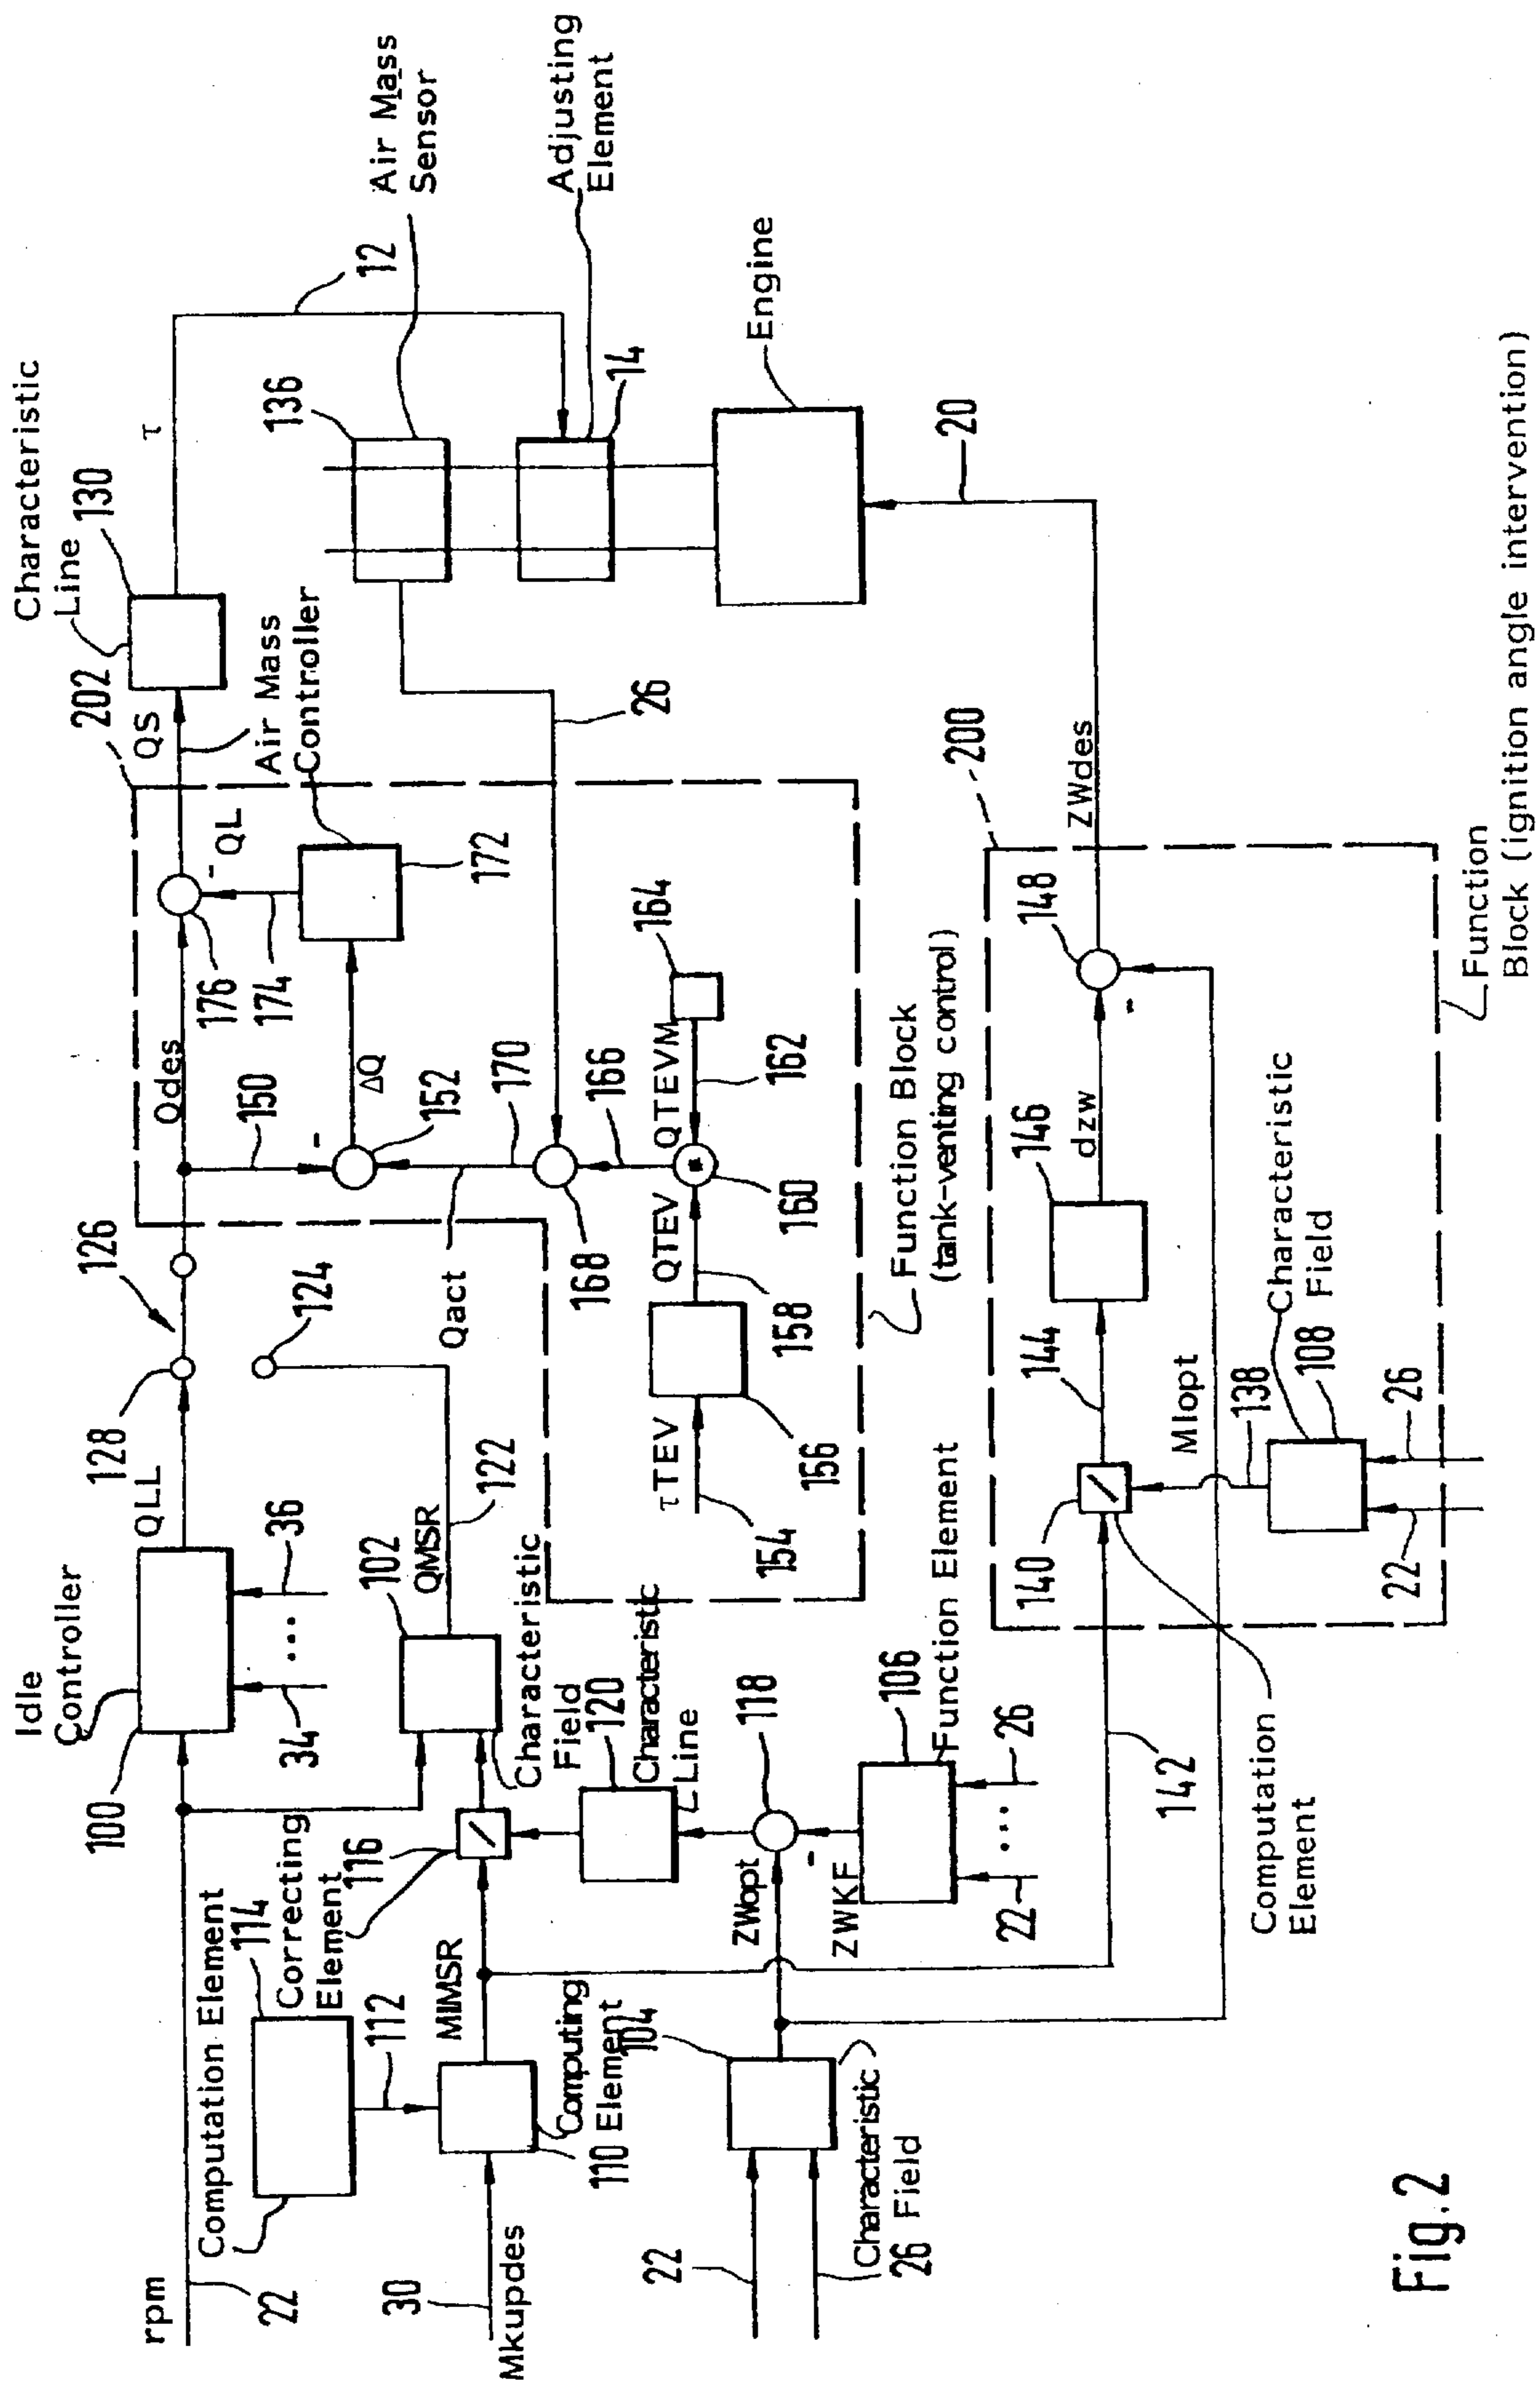 Idle
Controller
Characteristic
Line
130
τ
12
Air Mass
Sensor
Adjusting
Element
rpm
22
100
34
...
36
QLL
128
126
124
Qdes
150
176
174
-
QL
202
QS
Air Mass
Controller
172
ΔQ
152
-
136
14
Engine
Computation Element
114
112
Correcting
Element
116
102
QMSR
122
Characteristic
Field
Qact
170
168
166
26
30
Mkupdes
MIMSR
Computing
110 Element
120
Characteristic
Line
τTEV
154
156
QTEV
158
160
QTEVM
162
164
Function Block
(tank-venting control)
22
26
104
Characteristic
Field
ZWopt
118
-
ZWKF
106
Function Element
22
...
26
142
Computation
Element
140
144
146
dzw
148
-
ZWdes
200
20
MIopt
138
108
Characteristic
Field
22
26
Function
Block (ignition angle intervention)
Fig.2